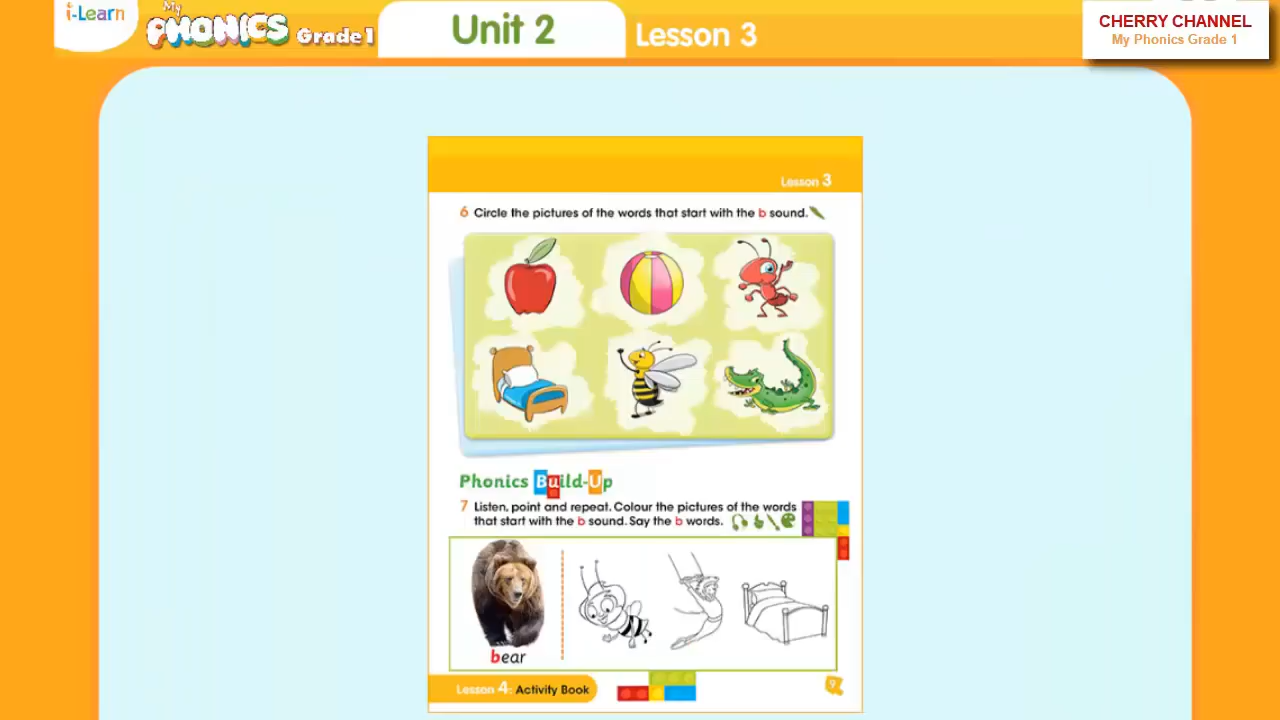 i-Learn
My
PHONICS Grade 1
Unit 2
Lesson 3
CHERRY CHANNEL
My Phonics Grade 1
Lesson 3
6 Circle the pictures of the words that start with the b sound.
Phonics Build-Up
7 Listen, point and repeat. Colour the pictures of the words
that start with the b sound. Say the b words.
bear
Lesson 4: Activity Book
9